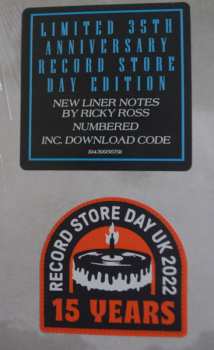 LIMITED 35TH
ANNIVERSARY
RECORD STORE
DAY EDITION
NEW LINER NOTES
BY RICKY ROSS
NUMBERED
INC. DOWNLOAD CODE
RECORD STORE DAY UK 2022
15 YEARS